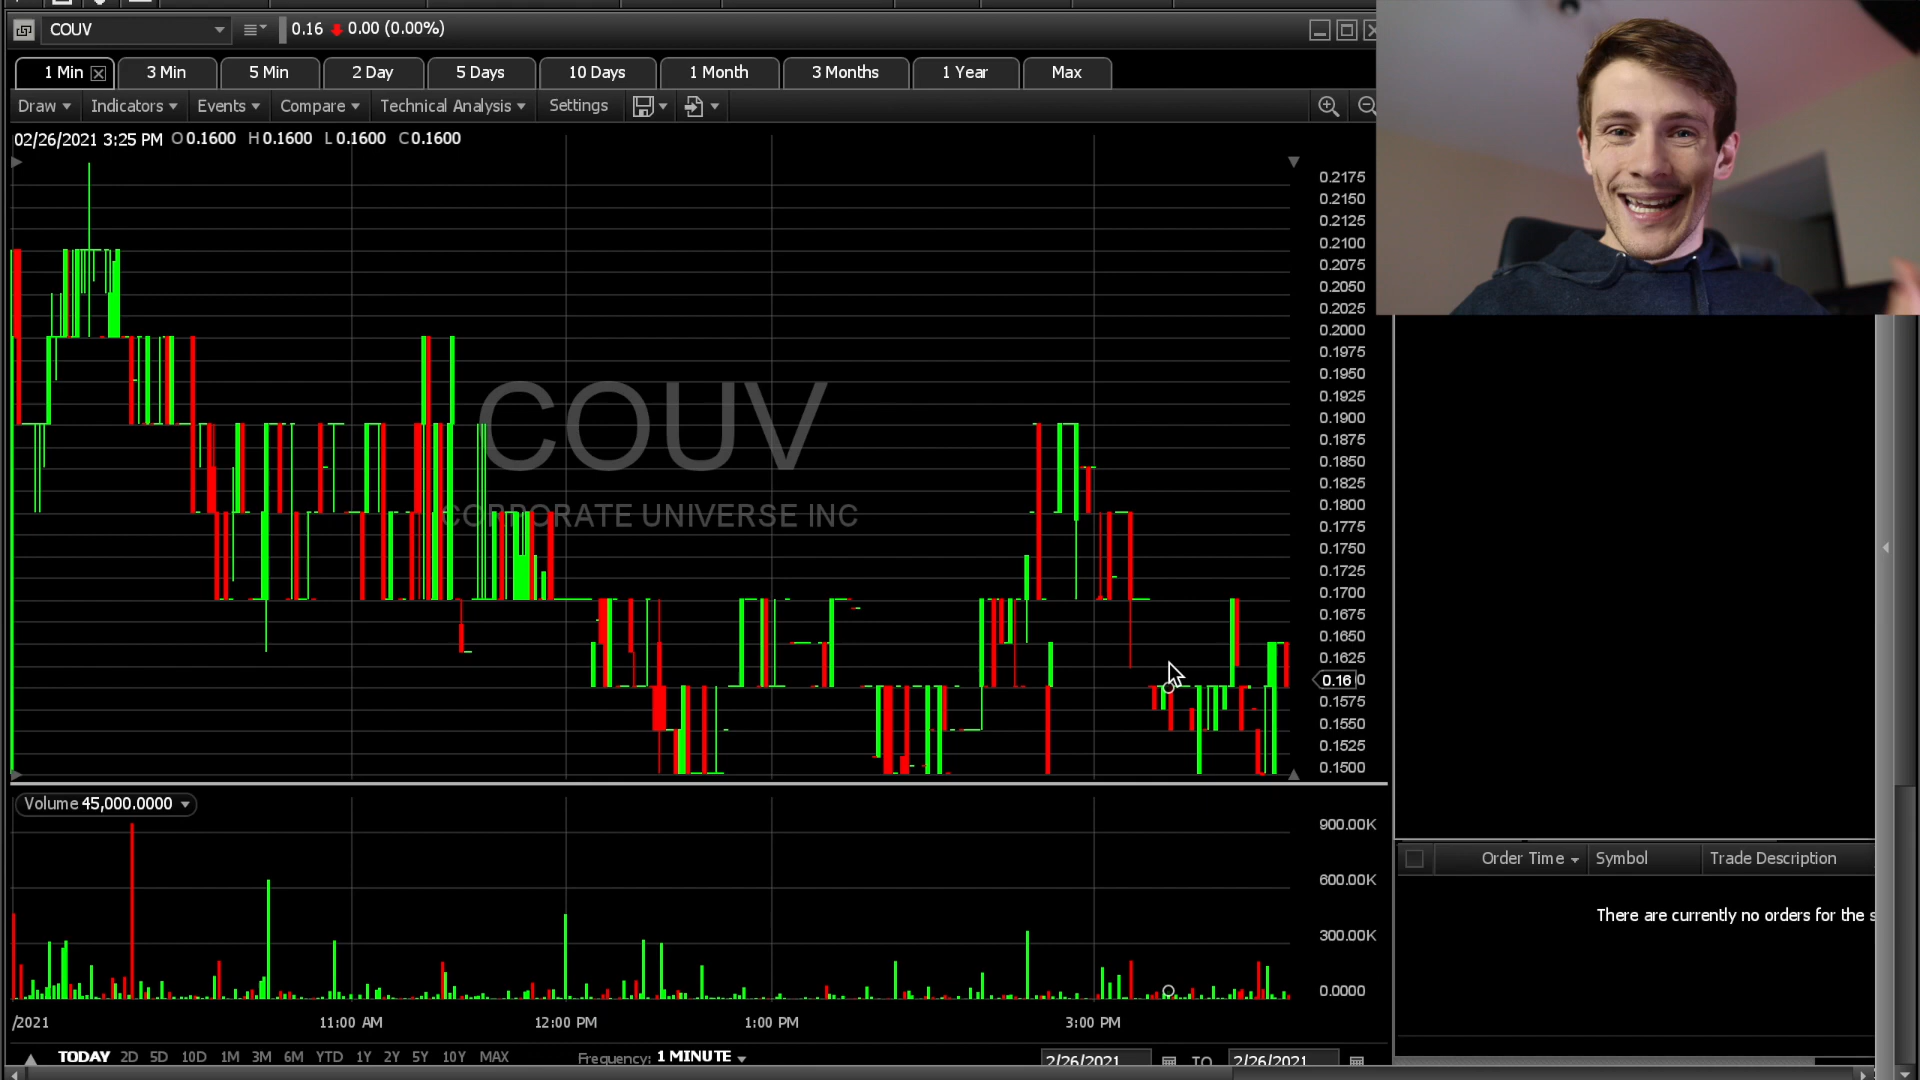 COUV
0.16 0.00 (0.00%)
1 Min 3 Min 5 Min 2 Day 5 Days 10 Days 1 Month 3 Months 1 Year Max
Draw Indicators Events Compare Technical Analysis Settings
02/26/2021 3:25 PM O 0.1600 H 0.1600 L 0.1600 C 0.1600
0.2175
0.2150
0.2125
0.2100
0.2075
0.2050
0.2025
0.2000
0.1975
0.1950
0.1925
0.1900
0.1875
0.1850
0.1825
0.1800
0.1775
0.1750
0.1725
0.1700
0.1675
0.1650
0.1625
0.16
0.1575
0.1550
0.1525
0.1500
COUV
CORPORATE UNIVERSE INC
Volume 45,000.0000
900.00K
600.00K
300.00K
0.0000
/2021 11:00 AM 12:00 PM 1:00 PM 3:00 PM
TODAY 2D 5D 10D 1M 3M 6M YTD 1Y 2Y 5Y 10Y MAX Frequency: 1 MINUTE 2/26/2021 TO 2/26/2021
Order Time Symbol Trade Description
There are currently no orders for the s